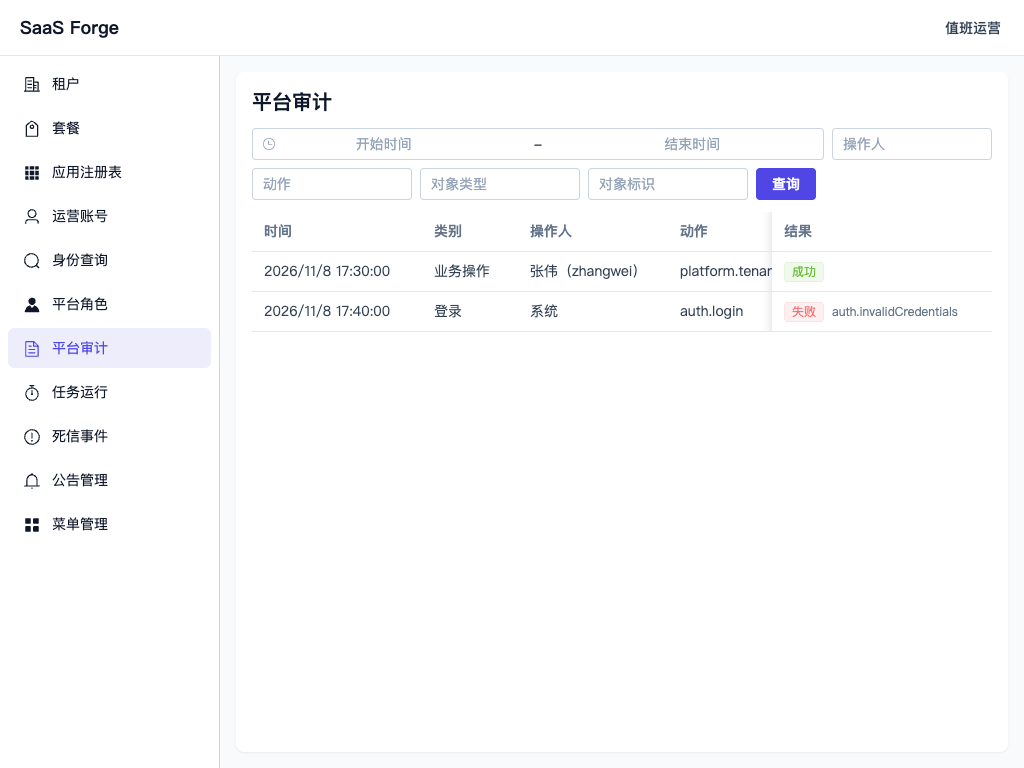 SaaS Forge
值班运营
租户
套餐
应用注册表
运营账号
身份查询
平台角色
平台审计
任务运行
死信事件
公告管理
菜单管理
平台审计
开始时间 – 结束时间 操作人
动作 对象类型 对象标识 查询
时间 类别 操作人 动作 结果
2026/11/8 17:30:00 业务操作 张伟（zhangwei） platform.tenan 成功
2026/11/8 17:40:00 登录 系统 auth.login 失败 auth.invalidCredentials